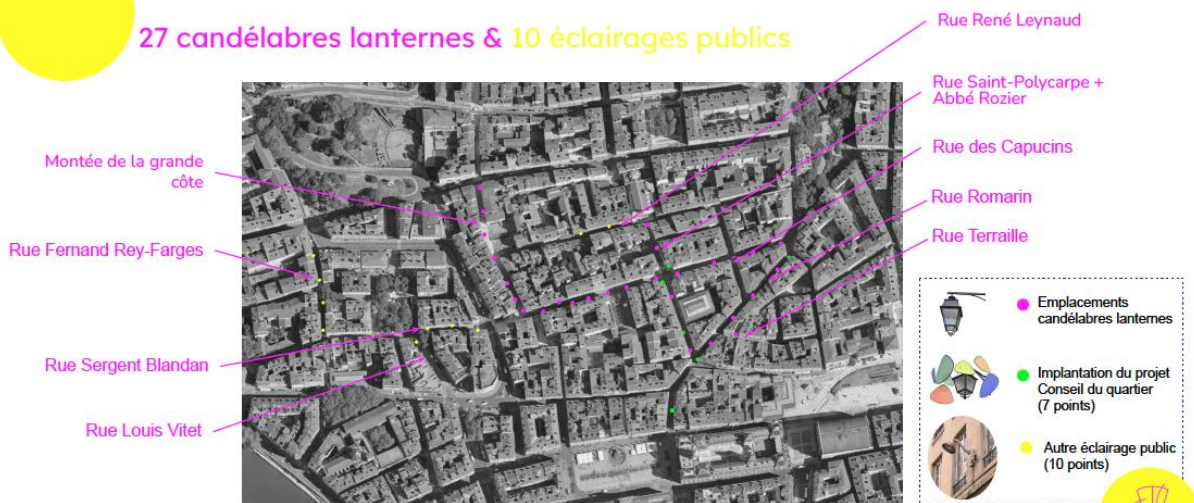 27 candélabres lanternes & 10 éclairages publics
Rue René Leynaud
Rue Saint-Polycarpe +
Abbé Rozier
Rue des Capucins
Rue Romarin
Rue Terraille
Montée de la grande
côte
Rue Fernand Rey-Farges
Rue Sergent Blandan
Rue Louis Vitet
Emplacements
candélabres lanternes
Implantation du projet
Conseil du quartier
(7 points)
Autre éclairage public
(10 points)